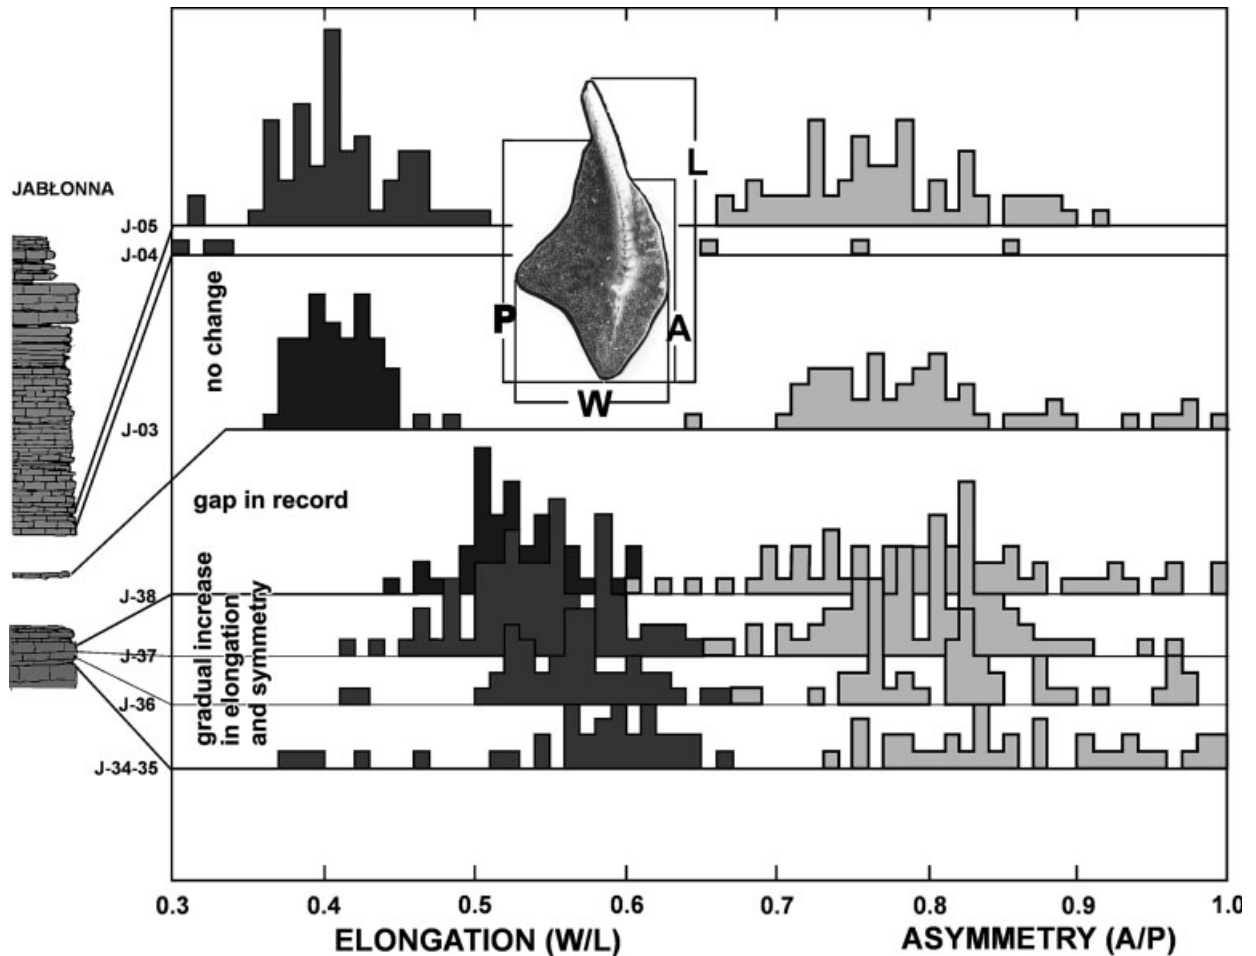 JABŁONNA
J-05
J-04
no change
J-03
gap in record
J-38
J-37
J-36
J-34-35
gradual increase
in elongation
and symmetry
L
P
A
W
0.3
0.4
0.5
0.6
0.7
0.8
0.9
1.0
ELONGATION (W/L)
ASYMMETRY (A/P)